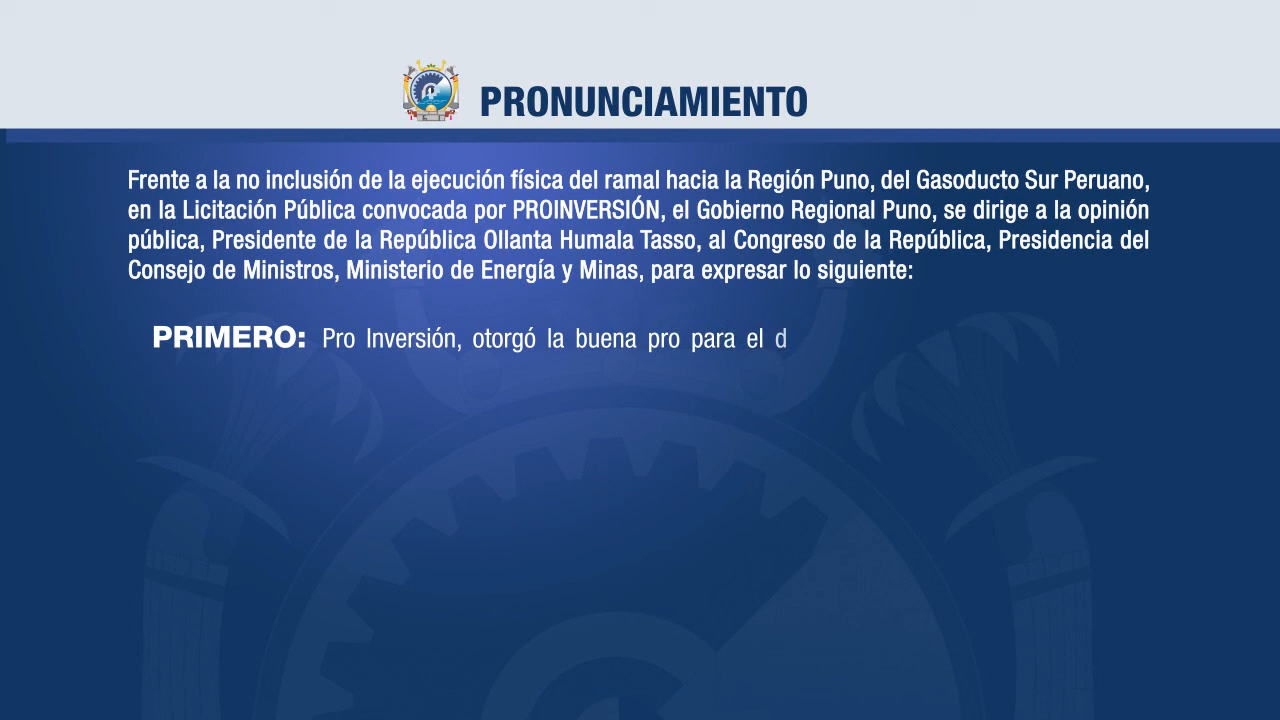 PRONUNCIAMIENTO
Frente a la no inclusión de la ejecución física del ramal hacia la Región Puno, del Gasoducto Sur Peruano,
en la Licitación Pública convocada por PROINVERSIÓN, el Gobierno Regional Puno, se dirige a la opinión
pública, Presidente de la República Ollanta Humala Tasso, al Congreso de la República, Presidencia del
Consejo de Ministros, Ministerio de Energía y Minas, para expresar lo siguiente:
PRIMERO: Pro Inversión, otorgó la buena pro para el d